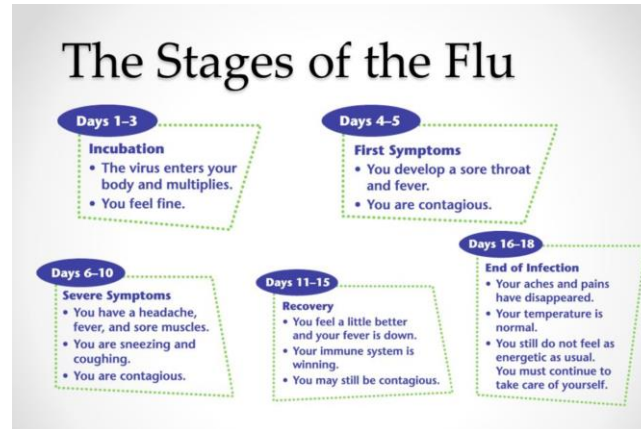 The Stages of the Flu
Days 1–3
Incubation
• The virus enters your
body and multiplies.
• You feel fine.
Days 4–5
First Symptoms
• You develop a sore throat
and fever.
• You are contagious.
Days 6–10
Severe Symptoms
• You have a headache,
fever, and sore muscles.
• You are sneezing and
coughing.
• You are contagious.
Days 11–15
Recovery
• You feel a little better
and your fever is down.
• Your immune system is
winning.
• You may still be contagious.
Days 16–18
End of Infection
• Your aches and pains
have disappeared.
• Your temperature is
normal.
• You still do not feel as
energetic as usual.
You must continue to
take care of yourself.